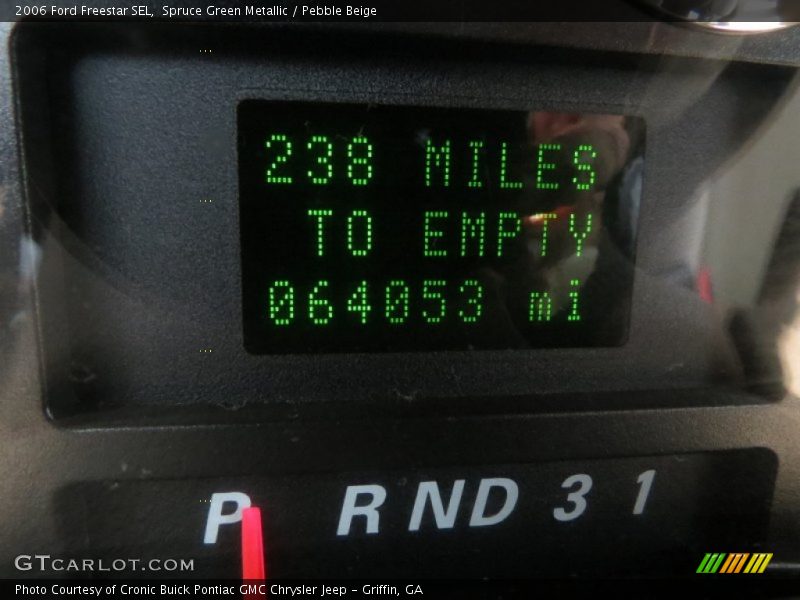 2006 Ford Freestar SEL,  Spruce Green Metallic / Pebble Beige
238 MILES
TO EMPTY
064053 mi
P R N D 3 1
GTCARLOT.COM
Photo Courtesy of Cronic Buick Pontiac GMC Chrysler Jeep - Griffin, GA